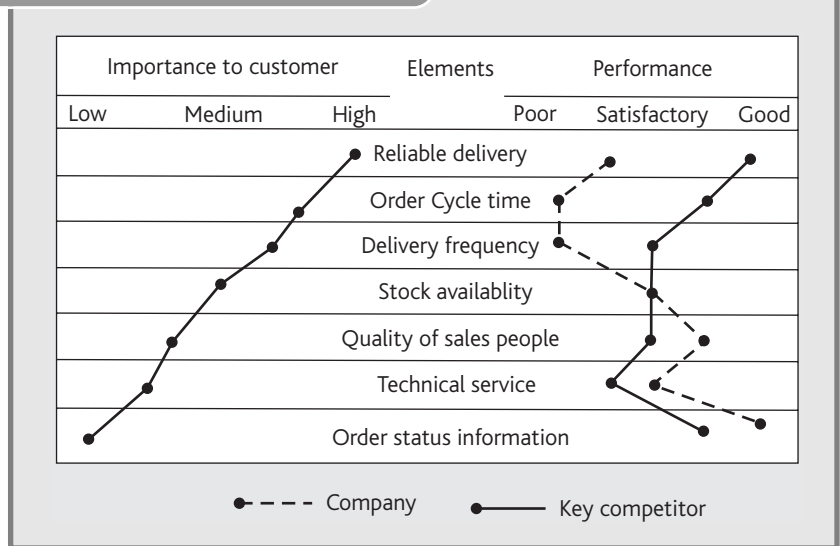 Importance to customer Elements Performance
Low Medium High Poor Satisfactory Good
Reliable delivery
Order Cycle time
Delivery frequency
Stock availablity
Quality of sales people
Technical service
Order status information
Company Key competitor